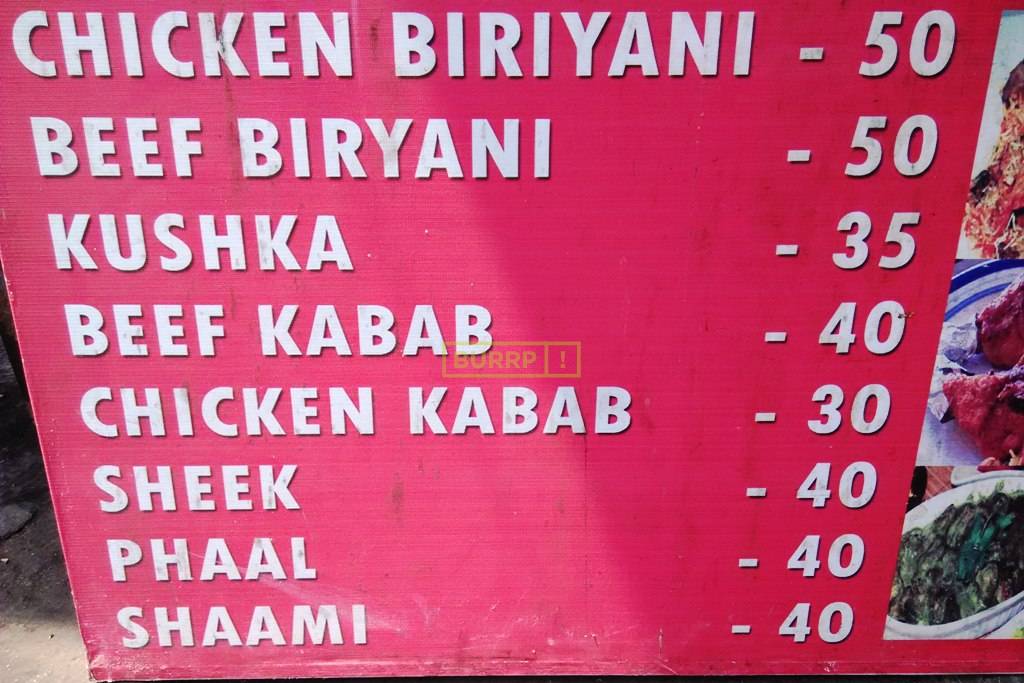 CHICKEN BIRIYANI - 50
BEEF BIRYANI - 50
KUSHKA - 35
BEEF KABAB - 40
BURRP!
CHICKEN KABAB - 30
SHEEK - 40
PHAAL - 40
SHAAMI - 40